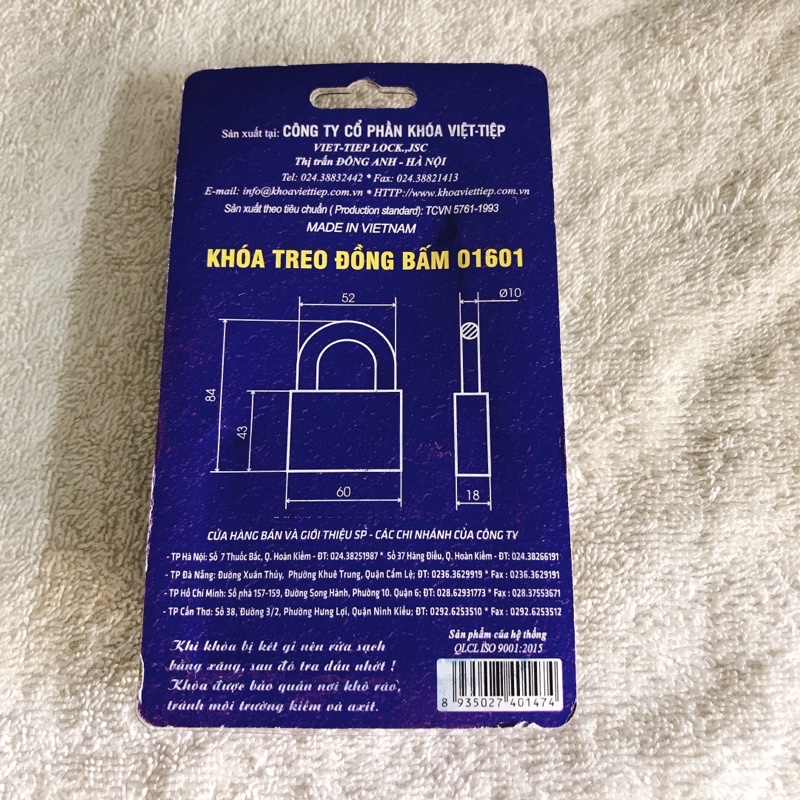 Sản xuất tại: CÔNG TY CỔ PHẦN KHÓA VIỆT-TIỆP
VIET-TIEP LOCK.,JSC
Thị trấn ĐÔNG ANH - HÀ NỘI
Tel: 024.38832442 * Fax: 024.38821413
E-mail: info@khoaviettiep.com.vn * HTTP://www.khoaviettiep.com.vn
Sản xuất theo tiêu chuẩn ( Production standard): TCVN 5761-1993
MADE IN VIETNAM
KHÓA TREO ĐỒNG BẤM 01601
52
Ø10
84
43
60
18
CỬA HÀNG BÁN VÀ GIỚI THIỆU SP - CÁC CHI NHÁNH CỦA CÔNG TY
- TP Hà Nội: Số 7 Thuốc Bắc, Q. Hoàn Kiếm - ĐT: 024.38251987 * Số 37 Hàng Điếu, Q. Hoàn Kiếm - ĐT: 024.38266191
- TP Đà Nẵng: Đường Xuân Thủy, Phường Khuê Trung, Quận Cẩm Lệ; ĐT: 0236.3629919 * Fax : 0236.3629191
- TP Hồ Chí Minh: Số nhà 157-159, Đường Song Hành, Phường 10. Quận 6; ĐT: 028.62931773 * Fax : 028.37553671
- TP Cần Thơ: Số 38, Đường 3/2, Phường Hưng Lợi, Quận Ninh Kiều; ĐT: 0292.6253510 * Fax : 0292.6253512
Khi khóa bị kẹt gỉ nên rửa sạch
bằng xăng, sau đó tra dầu nhờt !
Khóa được bảo quản nơi khô ráo,
tránh môi trường kiềm và axít.
Sản phẩm của hệ thống
QLCL ISO 9001:2015
8 935027 401474